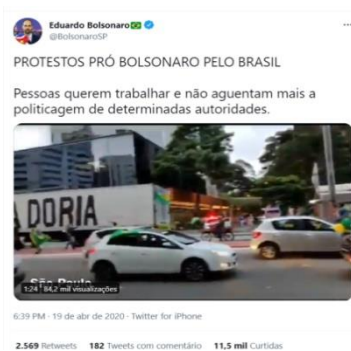 Eduardo Bolsonaro
@BolsonaroSP
PROTESTOS PRÓ BOLSONARO PELO BRASIL
Pessoas querem trabalhar e não aguentam mais a
politicagem de determinadas autoridades.
DORIA
São Paulo
1:24 84,2 mil visualizações
6:39 PM · 19 de abr de 2020 · Twitter for iPhone
2.569 Retweets 182 Tweets com comentário 11,5 mil Curtidas